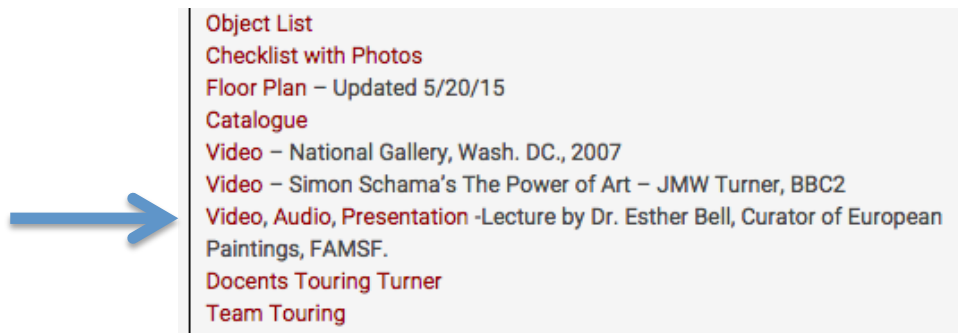 Object List
Checklist with Photos
Floor Plan – Updated 5/20/15
Catalogue
Video – National Gallery, Wash. DC., 2007
Video – Simon Schama’s The Power of Art – JMW Turner, BBC2
Video, Audio, Presentation -Lecture by Dr. Esther Bell, Curator of European
Paintings, FAMSF.
Docents Touring Turner
Team Touring